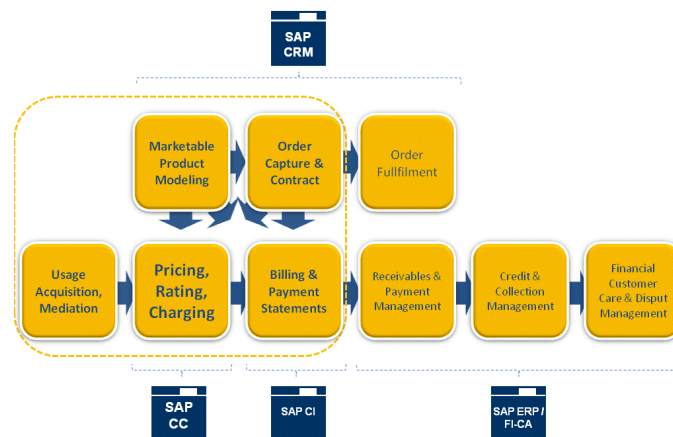 SAP
CRM
Marketable
Product
Modeling
Order
Capture &
Contract
Order
Fullfilment
Usage
Acquisition,
Mediation
Pricing,
Rating,
Charging
Billing &
Payment
Statements
Receivables &
Payment
Management
Credit &
Collection
Management
Financial
Customer
Care & Disput
Management
SAP
CC
SAP CI
SAP ERP /
FI-CA